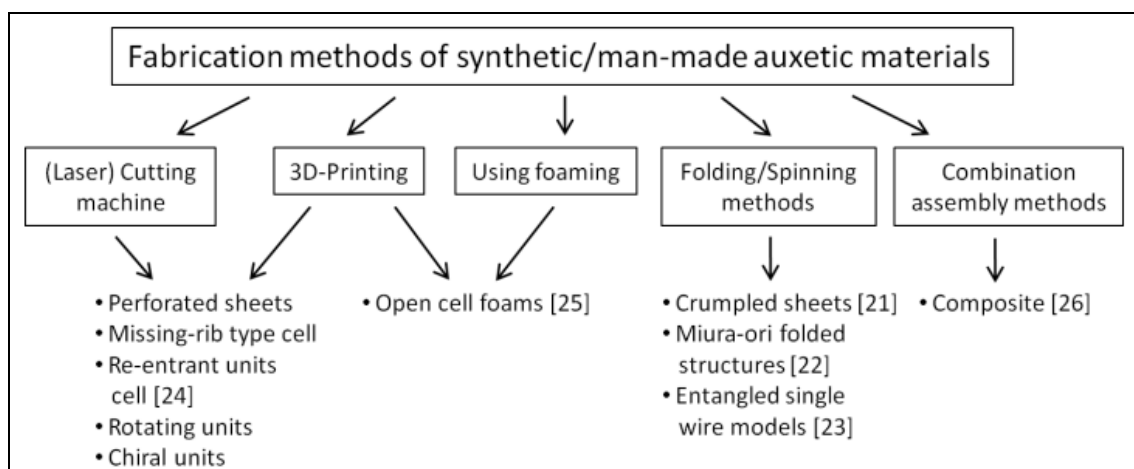 Fabrication methods of synthetic/man-made auxetic materials
(Laser) Cutting
machine
3D-Printing
Using foaming
Folding/Spinning
methods
Combination
assembly methods
• Perforated sheets
• Missing-rib type cell
• Re-entrant units
cell [24]
• Rotating units
• Chiral units
• Open cell foams [25]
• Crumpled sheets [21]
• Miura-ori folded
structures [22]
• Entangled single
wire models [23]
• Composite [26]